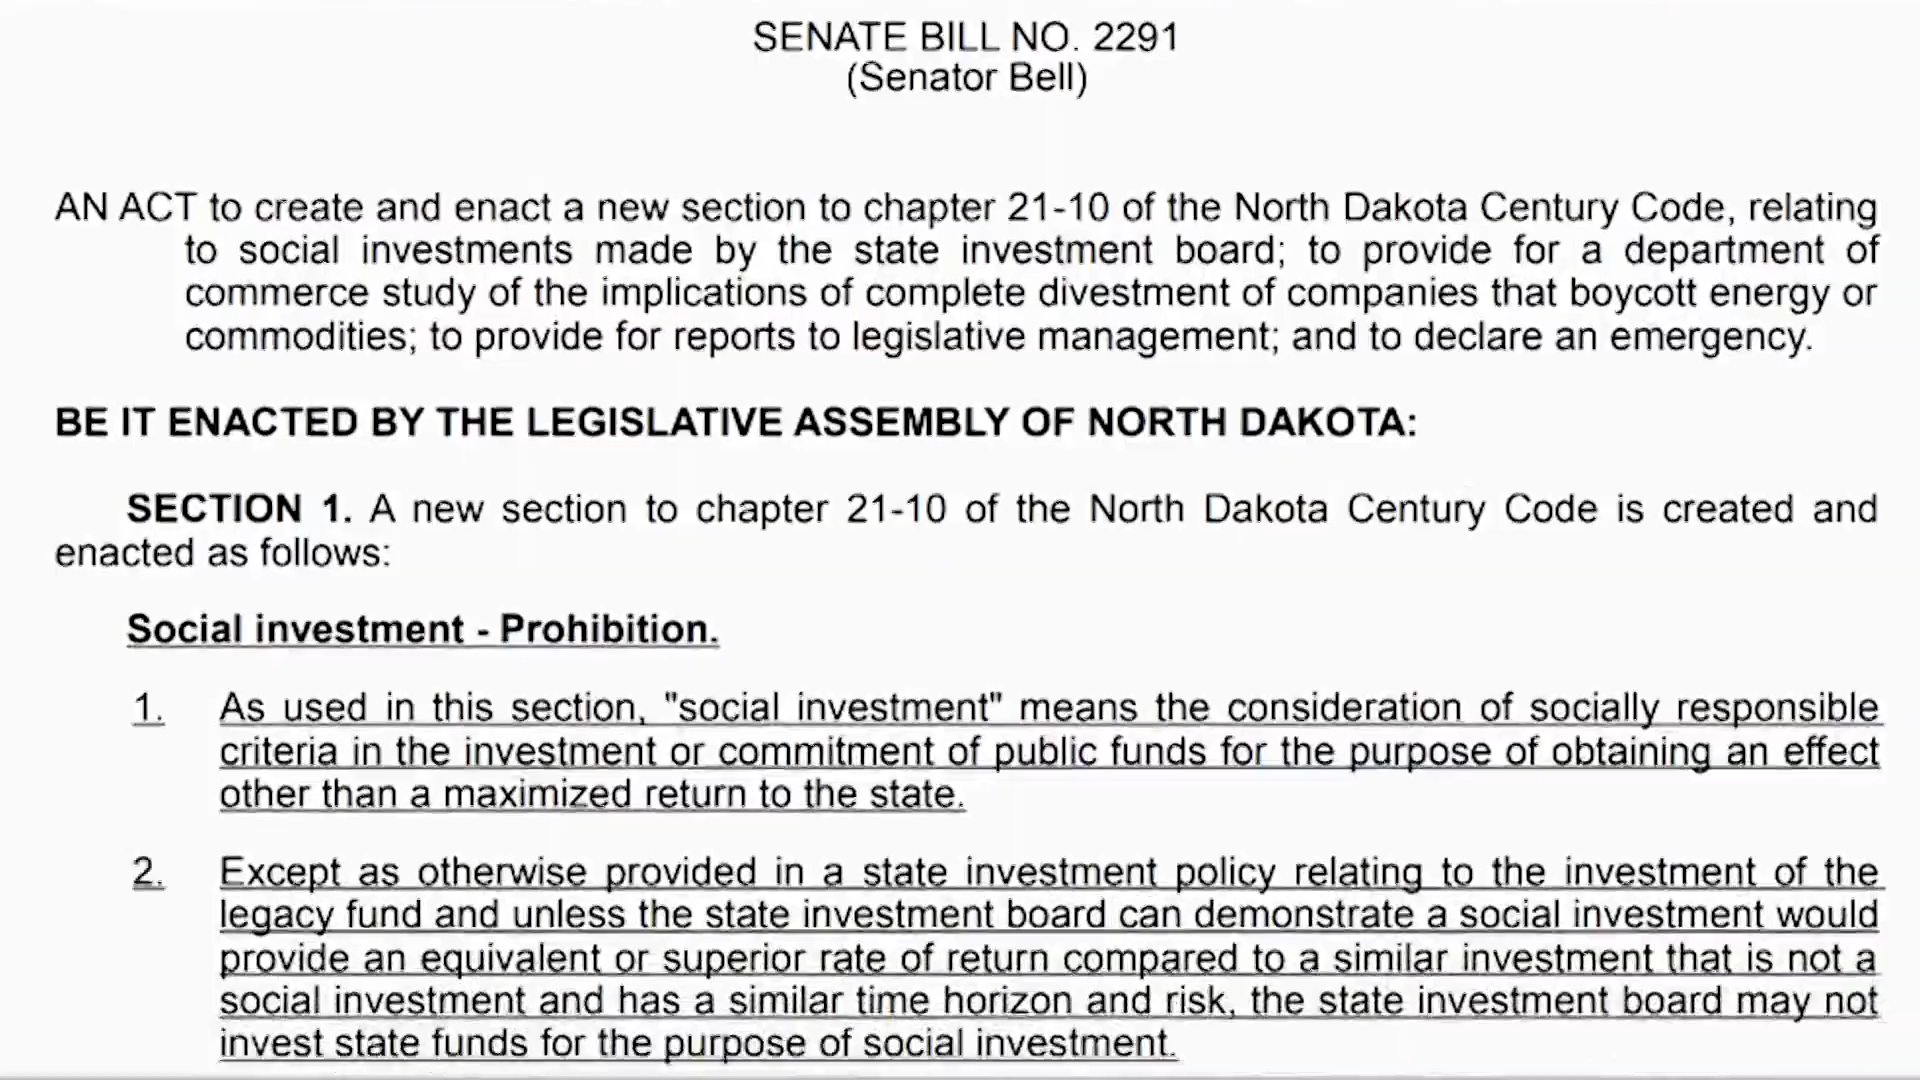 SENATE BILL NO. 2291
(Senator Bell)
AN ACT to create and enact a new section to chapter 21-10 of the North Dakota Century Code, relating
to social investments made by the state investment board; to provide for a department of
commerce study of the implications of complete divestment of companies that boycott energy or
commodities; to provide for reports to legislative management; and to declare an emergency.
BE IT ENACTED BY THE LEGISLATIVE ASSEMBLY OF NORTH DAKOTA:
SECTION 1. A new section to chapter 21-10 of the North Dakota Century Code is created and
enacted as follows:
Social investment - Prohibition.
1. As used in this section, "social investment" means the consideration of socially responsible
criteria in the investment or commitment of public funds for the purpose of obtaining an effect
other than a maximized return to the state.
2. Except as otherwise provided in a state investment policy relating to the investment of the
legacy fund and unless the state investment board can demonstrate a social investment would
provide an equivalent or superior rate of return compared to a similar investment that is not a
social investment and has a similar time horizon and risk, the state investment board may not
invest state funds for the purpose of social investment.